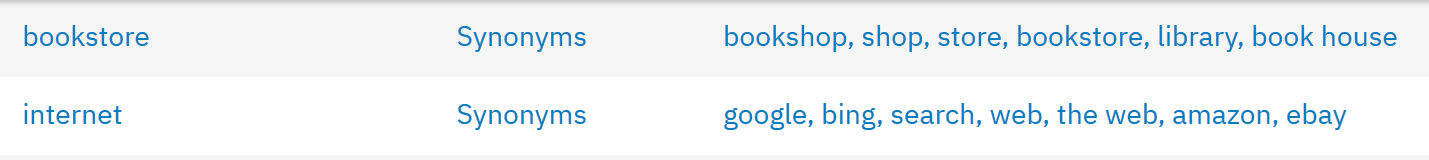 bookstore Synonyms bookshop, shop, store, bookstore, library, book house
internet Synonyms google, bing, search, web, the web, amazon, ebay